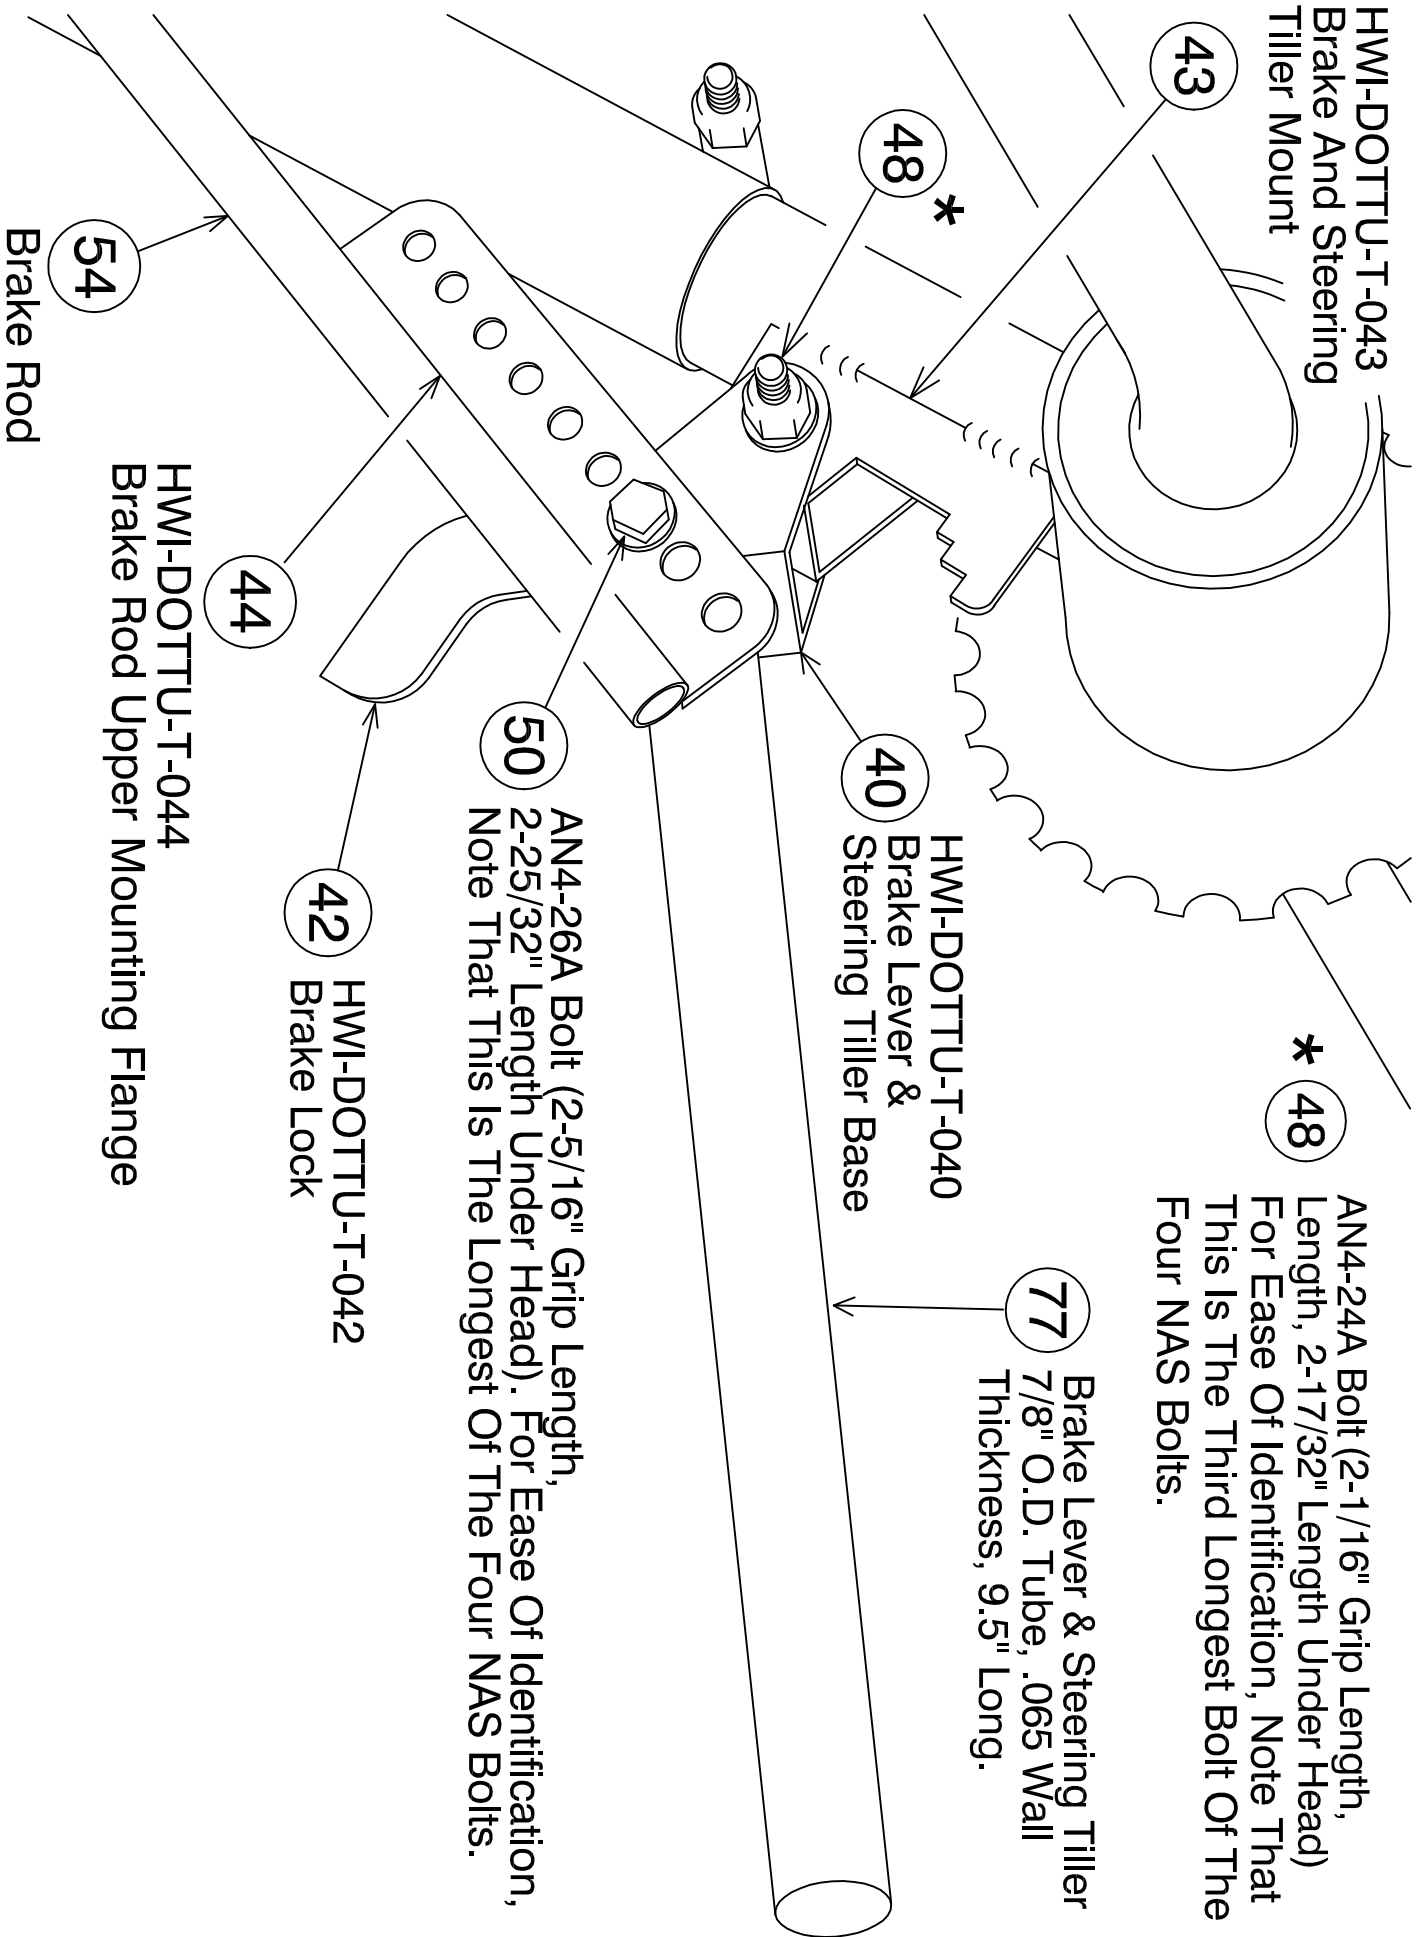 HWI-DOTTU-T-043
Brake And Steering
Tiller Mount
43
48
*
* 48
AN4-24A Bolt (2-1/16" Grip Length,
Length, 2-17/32" Length Under Head)
For Ease Of Identification, Note That
This Is The Third Longest Bolt Of The
Four NAS Bolts.
77
Brake Lever & Steering Tiller
7/8" O.D. Tube, .065 Wall
Thickness, 9.5" Long.
40
HWI-DOTTU-T-040
Brake Lever &
Steering Tiller Base
50
AN4-26A Bolt (2-5/16" Grip Length,
2-25/32" Length Under Head). For Ease Of Identification,
Note That This Is The Longest Of The Four NAS Bolts.
42
HWI-DOTTU-T-042
Brake Lock
44
HWI-DOTTU-T-044
Brake Rod Upper Mounting Flange
54
Brake Rod